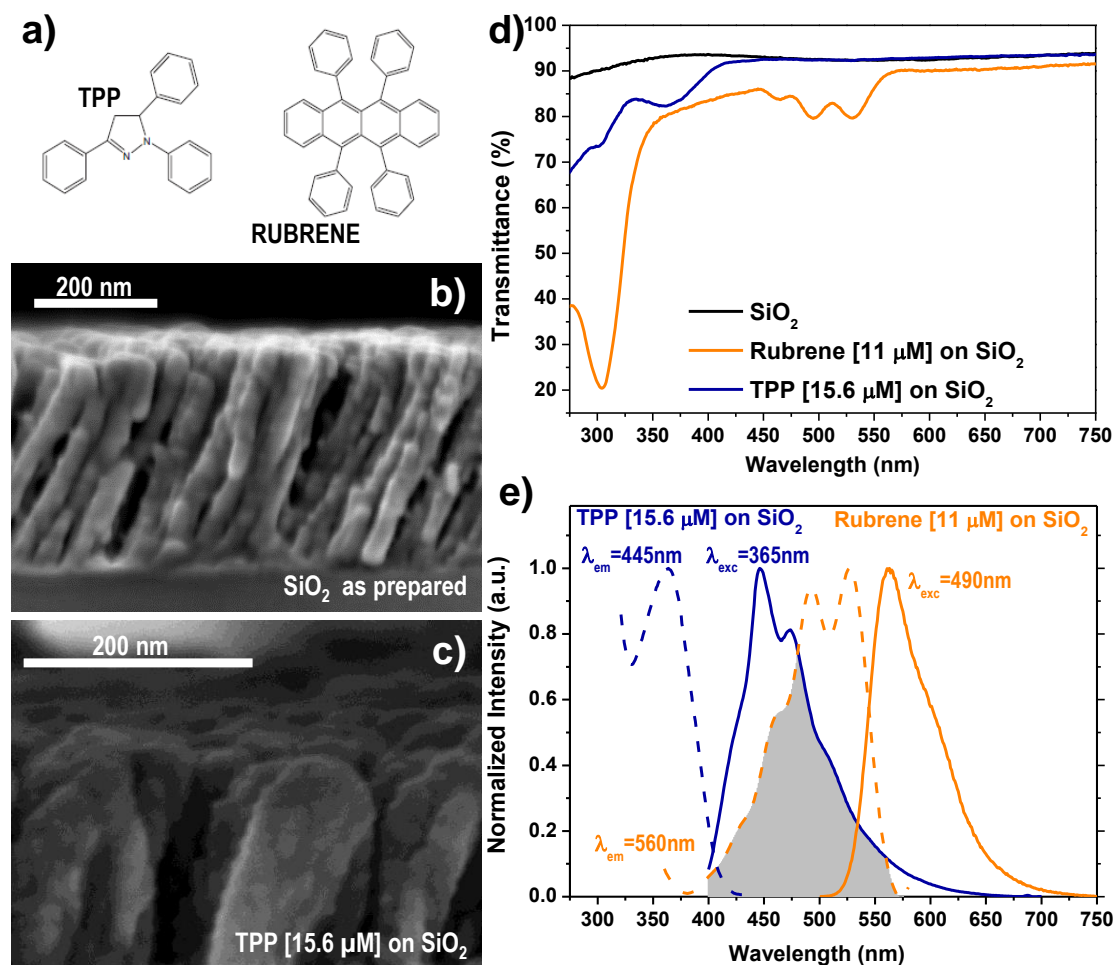 a)
TPP
N
N
RUBRENE
b)
200 nm
SiO₂ as prepared
c)
200 nm
TPP [15.6 µM] on SiO₂
d)
Transmittance (%)
100
90
80
70
60
50
40
30
20
SiO₂
Rubrene [11 µM] on SiO₂
TPP [15.6 µM] on SiO₂
300 350 400 450 500 550 600 650 700 750
Wavelength (nm)
e)
TPP [15.6 µM] on SiO₂ Rubrene [11 µM] on SiO₂
λem=445nm λexc=365nm
λexc=490nm
λem=560nm
Normalized Intensity (a.u.)
1.0
0.8
0.6
0.4
0.2
0.0
300 350 400 450 500 550 600 650 700 750
Wavelength (nm)